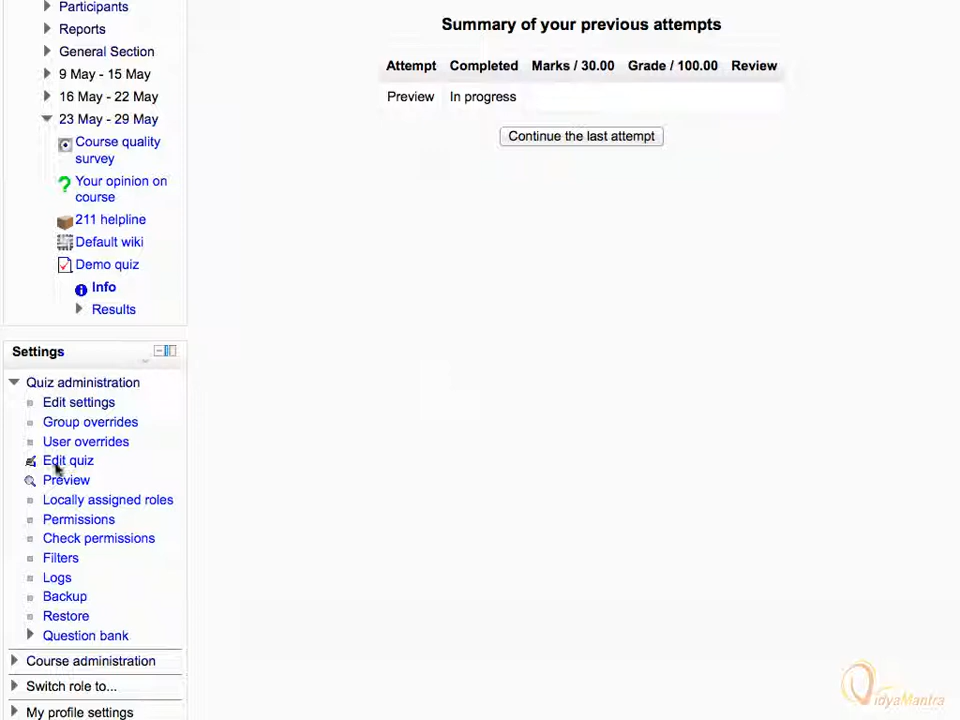 Participants
Reports
General Section
9 May - 15 May
16 May - 22 May
23 May - 29 May
Course quality
survey
Your opinion on
course
211 helpline
Default wiki
Demo quiz
Info
Results
Settings
Quiz administration
Edit settings
Group overrides
User overrides
Edit quiz
Preview
Locally assigned roles
Permissions
Check permissions
Filters
Logs
Backup
Restore
Question bank
Course administration
Switch role to...
My profile settings
Summary of your previous attempts
Attempt Completed Marks / 30.00 Grade / 100.00 Review
Preview In progress
Continue the last attempt
VidyaMantra